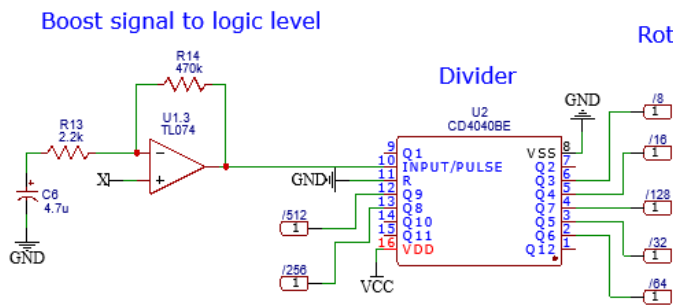 Boost signal to logic level
Rot
R14
470k
Divider
U1.3
TL074
U2
CD4040BE
GND
/8
1
R13
2.2k
9 Q1 VSS 8
10 INPUT/PULSE Q2 7
/16
1
X
GND
11 R Q3 6
12 Q9 Q4 5
C6
4.7u
13 Q8 Q7 4
/128
1
14 Q10 Q5 3
/512
1
15 Q11 Q6 2
/32
1
16 VDD Q12 1
GND
/256
1
VCC
/64
1